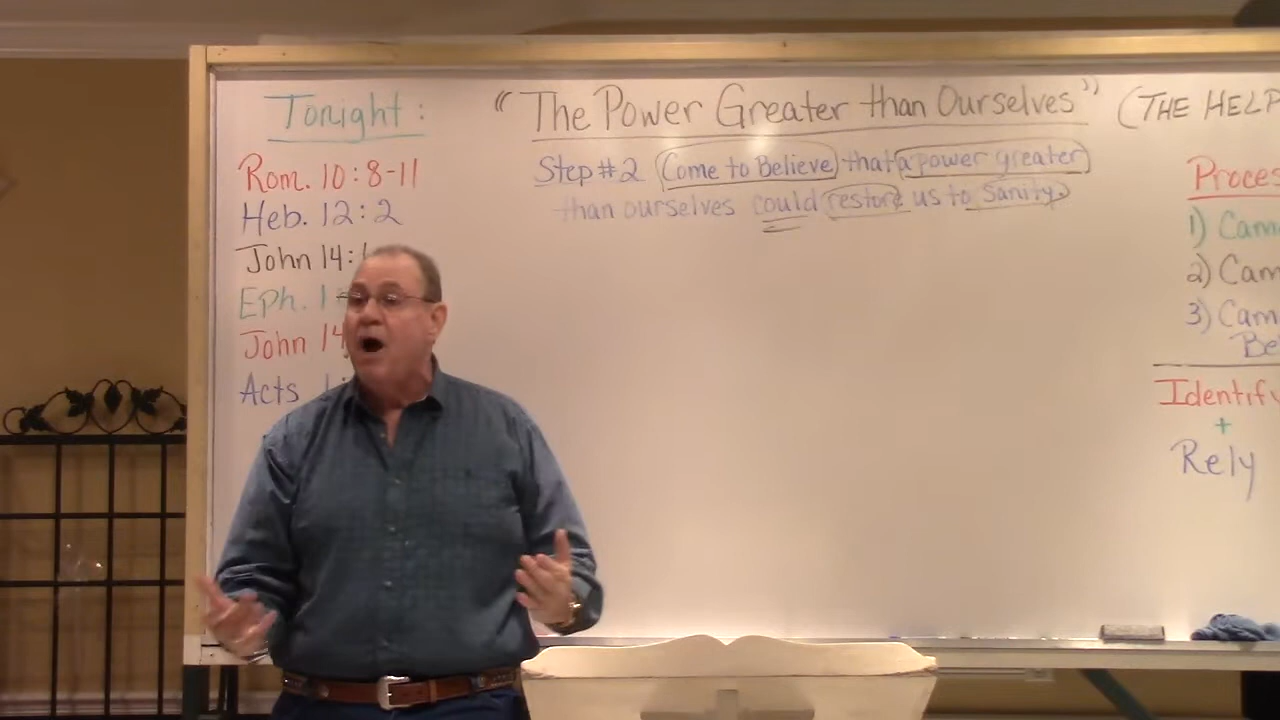 Tonight:
Rom. 10:8-11
Heb. 12:2
John 14:
Eph. 1
John 14
Acts
"The Power Greater than Ourselves" (THE HELP
Step #2 Come to Believe that a power greater
than ourselves could restore us to Sanity
Proces
1) Cam
2) Cam
3) Cam
Be
Identify
+
Rely